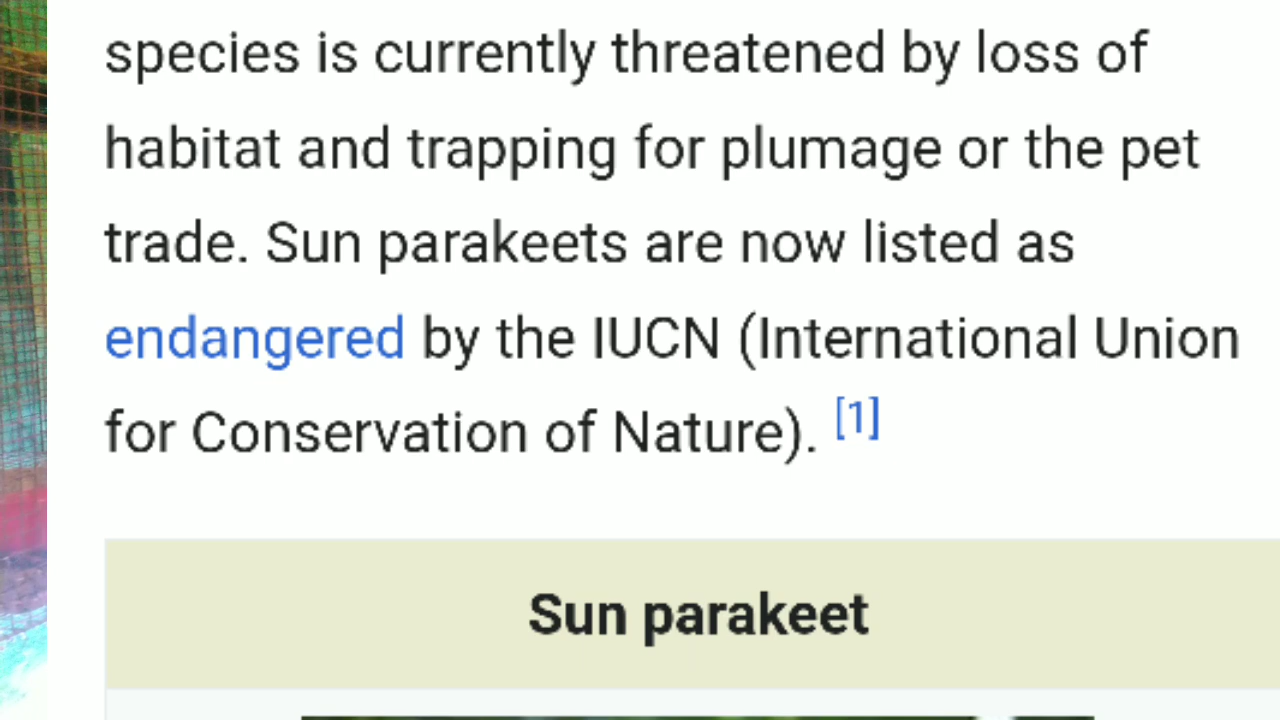 species is currently threatened by loss of
habitat and trapping for plumage or the pet
trade. Sun parakeets are now listed as
endangered by the IUCN (International Union
for Conservation of Nature). [1]
Sun parakeet